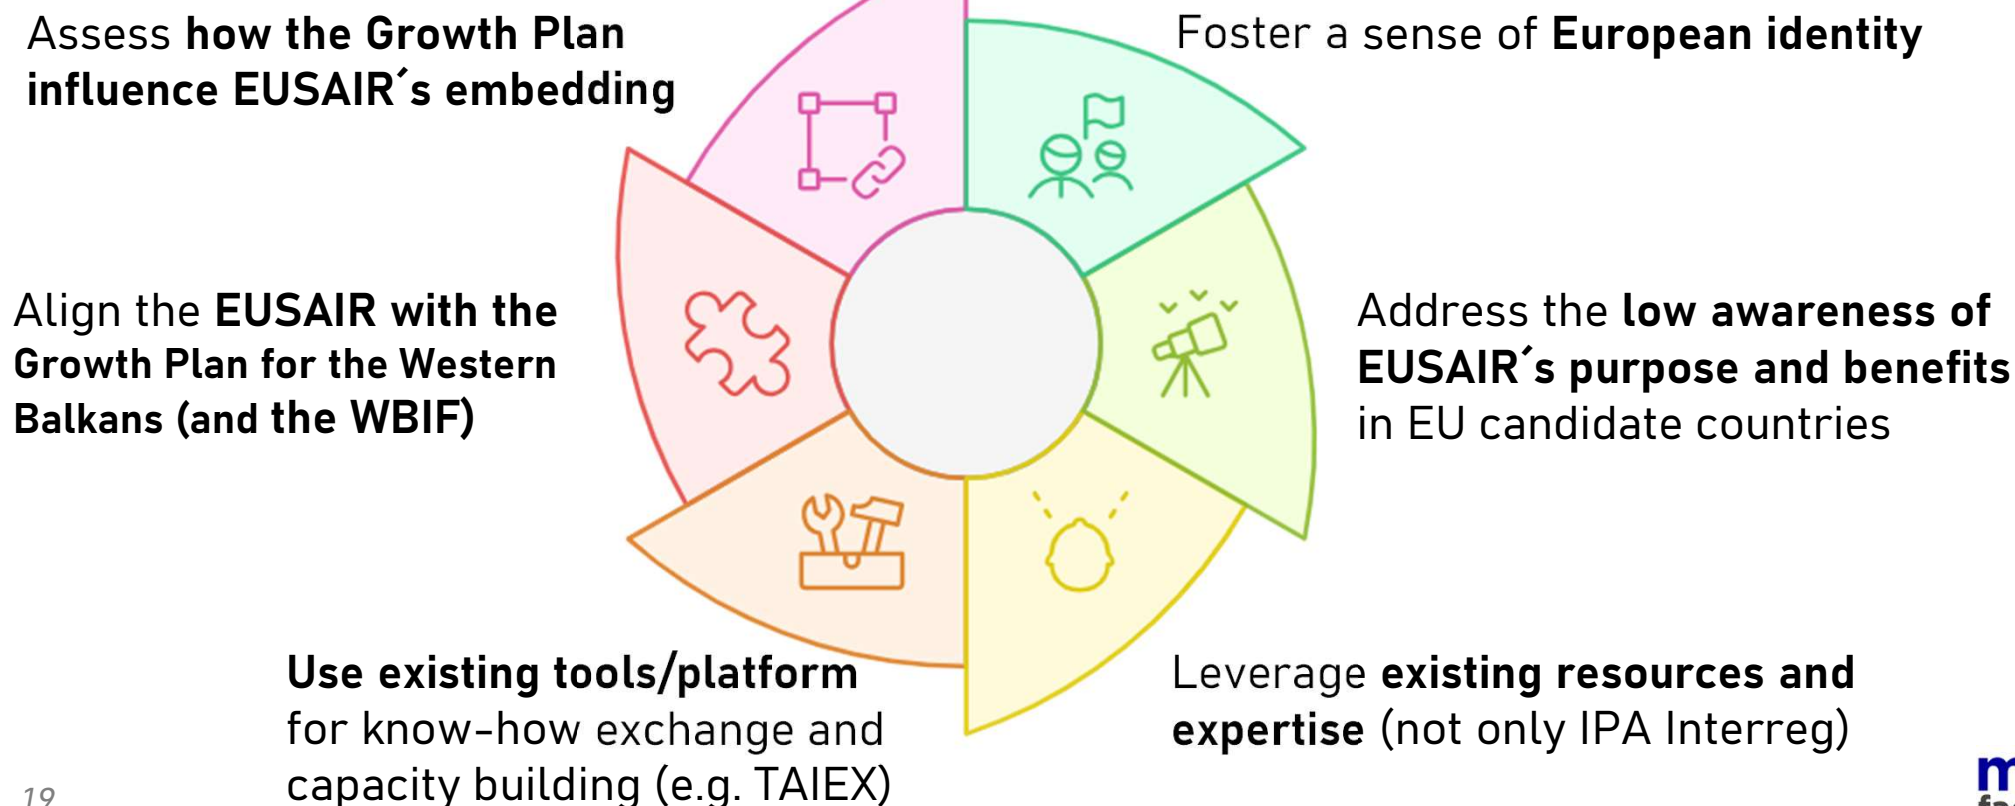 Assess how the Growth Plan
influence EUSAIR´s embedding
Foster a sense of European identity
Align the EUSAIR with the
Growth Plan for the Western
Balkans (and the WBIF)
Address the low awareness of
EUSAIR´s purpose and benefits
in EU candidate countries
Use existing tools/platform
for know-how exchange and
capacity building (e.g. TAIEX)
Leverage existing resources and
expertise (not only IPA Interreg)
19